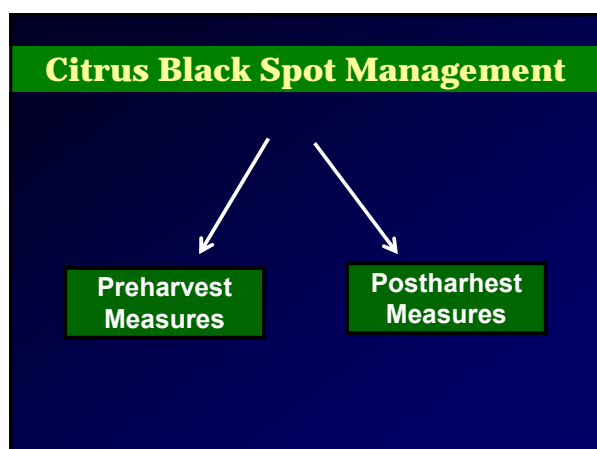 Citrus Black Spot Management
Preharvest
Measures
Postharhest
Measures